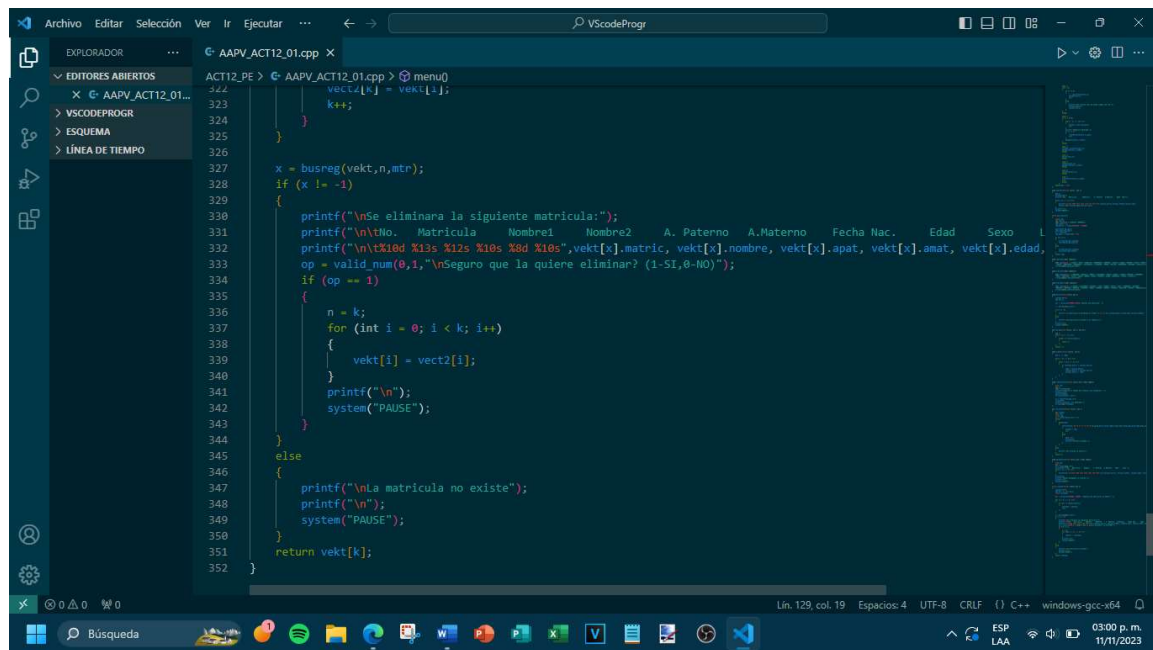 Archivo Editar Selección Ver Ir Ejecutar ... VScodeProgr
EXPLORADOR ...
AAPV_ACT12_01.cpp
EDITORES ABIERTOS
AAPV_ACT12_01...
VSCODEPROGR
ESQUEMA
LÍNEA DE TIEMPO
ACT12_PE > AAPV_ACT12_01.cpp > menu()
322 vect2[k] = vekt[i];
323 k++;
324 }
325 }
326
327 x = busreg(vekt,n,mtr);
328 if (x != -1)
329 {
330 printf("\nSe eliminara la siguiente matricula:");
331 printf("\n\tNo. Matricula Nombre1 Nombre2 A. Paterno A.Materno Fecha Nac. Edad Sexo L
332 printf("\n\t%10d %13s %12s %10s %8d %10s",vekt[x].matric, vekt[x].nombre, vekt[x].apat, vekt[x].amat, vekt[x].edad,
333 op = valid_num(0,1,"\nSeguro que la quiere eliminar? (1-SI,0-NO)");
334 if (op == 1)
335 {
336 n = k;
337 for (int i = 0; i < k; i++)
338 {
339 vekt[i] = vect2[i];
340 }
341 printf("\n");
342 system("PAUSE");
343 }
344 }
345 else
346 {
347 printf("\nLa matricula no existe");
348 printf("\n");
349 system("PAUSE");
350 }
351 return vekt[k];
352 }
0 0 0 Lín. 129, col. 19 Espacios: 4 UTF-8 CRLF {} C++ windows-gcc-x64
Búsqueda 1 ESP LAA 03:00 p. m. 11/11/2023